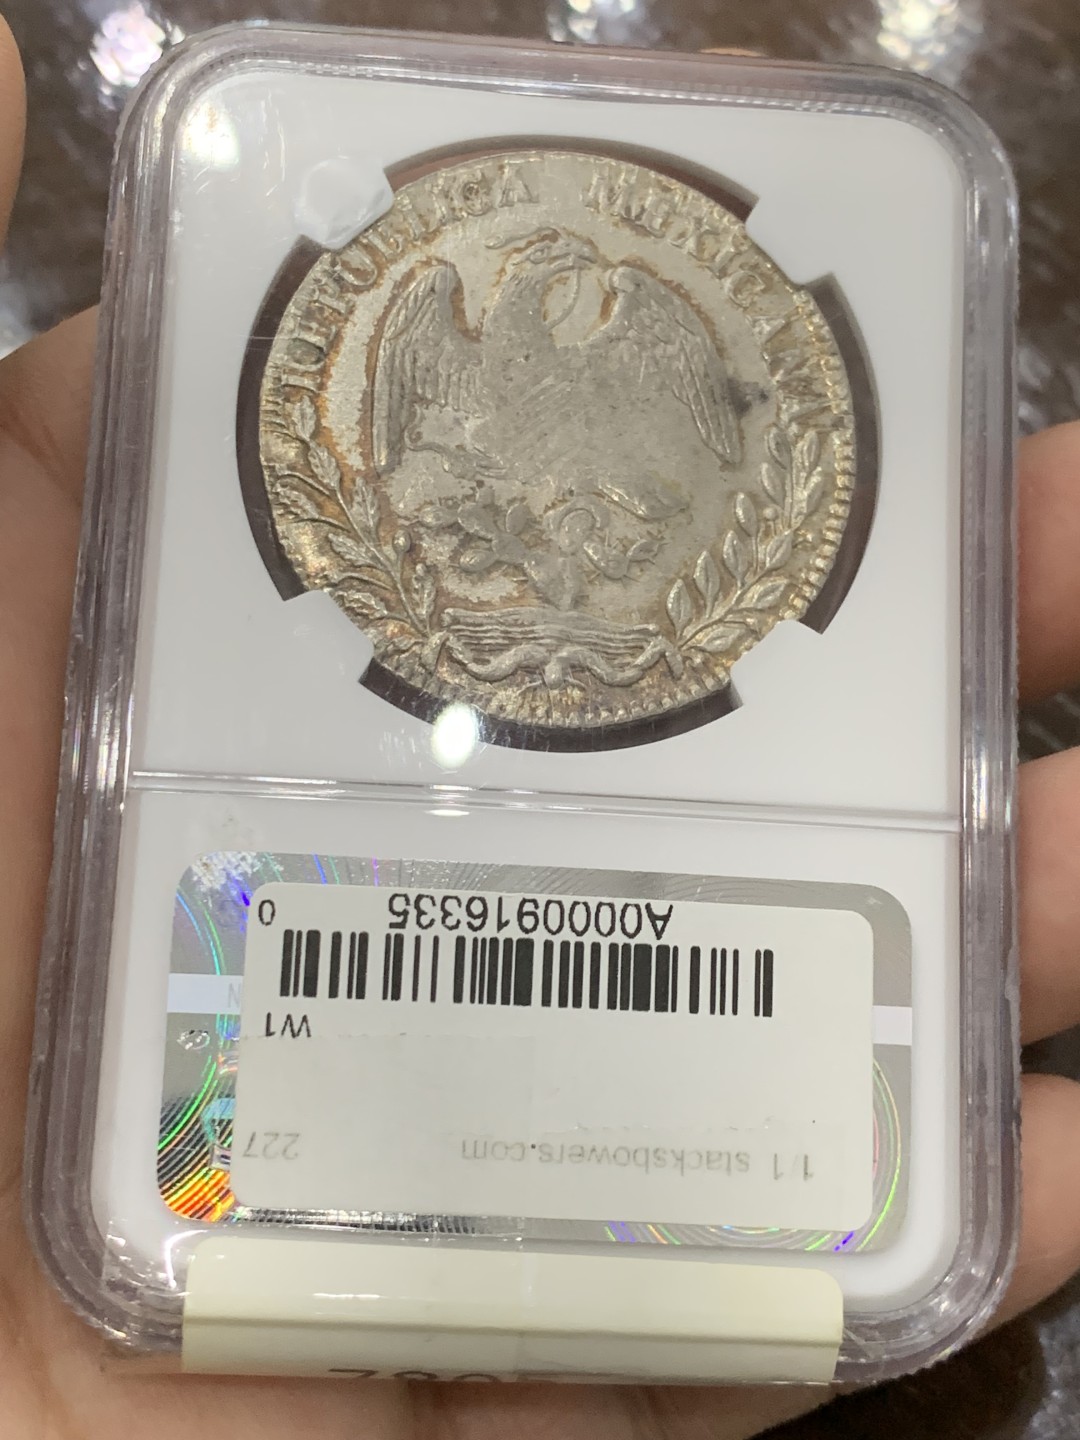 REPUBLICA MEXICANA
A0000916335
0
W1
1/1 stacksbowers.com 227